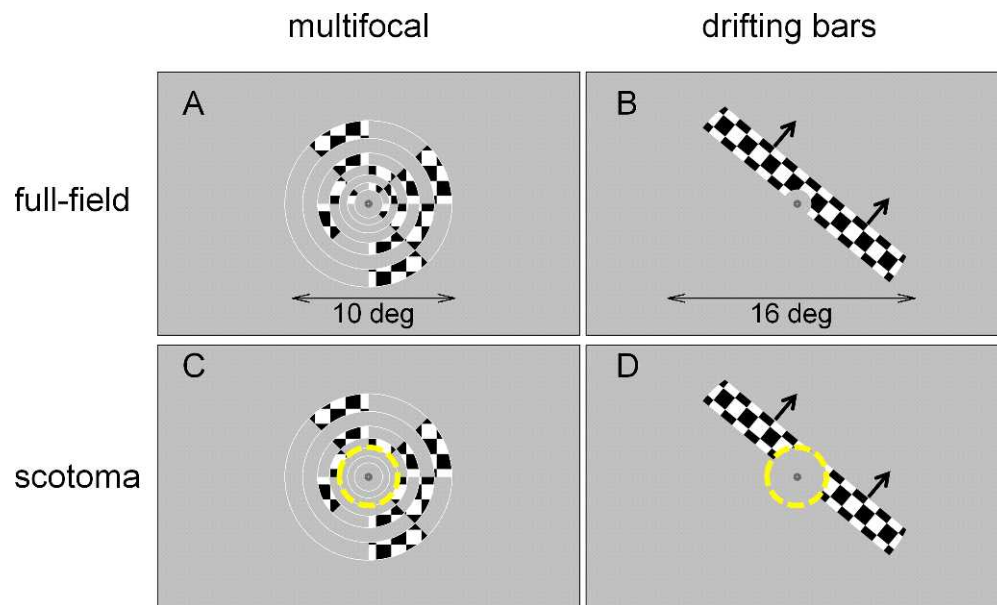 multifocal
drifting bars
full-field
A
B
10 deg
16 deg
scotoma
C
D